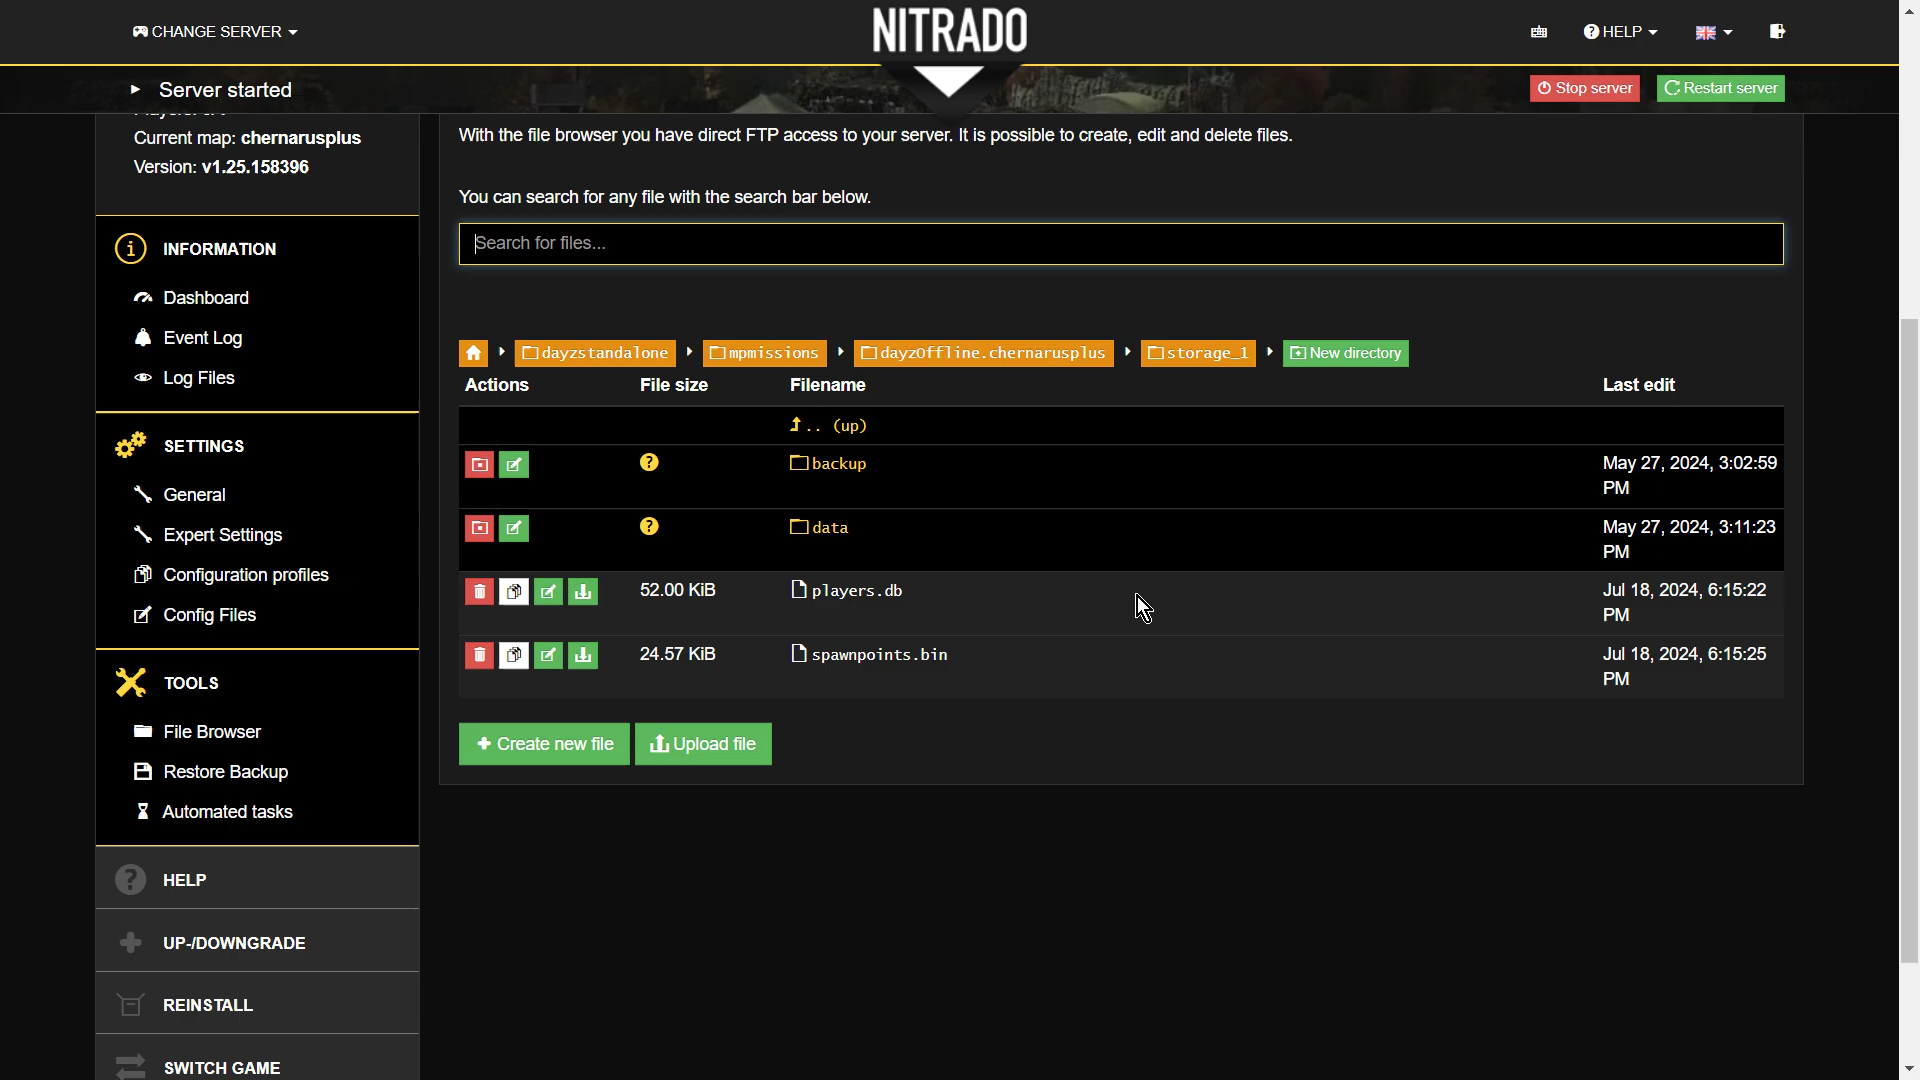 CHANGE SERVER
NITRADO
HELP
Server started
Stop server
Restart server
Current map: chernarusplus
Version: v1.25.158396
INFORMATION
Dashboard
Event Log
Log Files
SETTINGS
General
Expert Settings
Configuration profiles
Config Files
TOOLS
File Browser
Restore Backup
Automated tasks
HELP
UP-/DOWNGRADE
REINSTALL
SWITCH GAME
With the file browser you have direct FTP access to your server. It is possible to create, edit and delete files.
You can search for any file with the search bar below.
Search for files...
dayzstandalone
mpmissions
dayzOffline.chernarusplus
storage_1
New directory
Actions File size Filename Last edit
.. (up)
backup May 27, 2024, 3:02:59
PM
data May 27, 2024, 3:11:23
PM
52.00 KiB players.db Jul 18, 2024, 6:15:22
PM
24.57 KiB spawnpoints.bin Jul 18, 2024, 6:15:25
PM
Create new file
Upload file